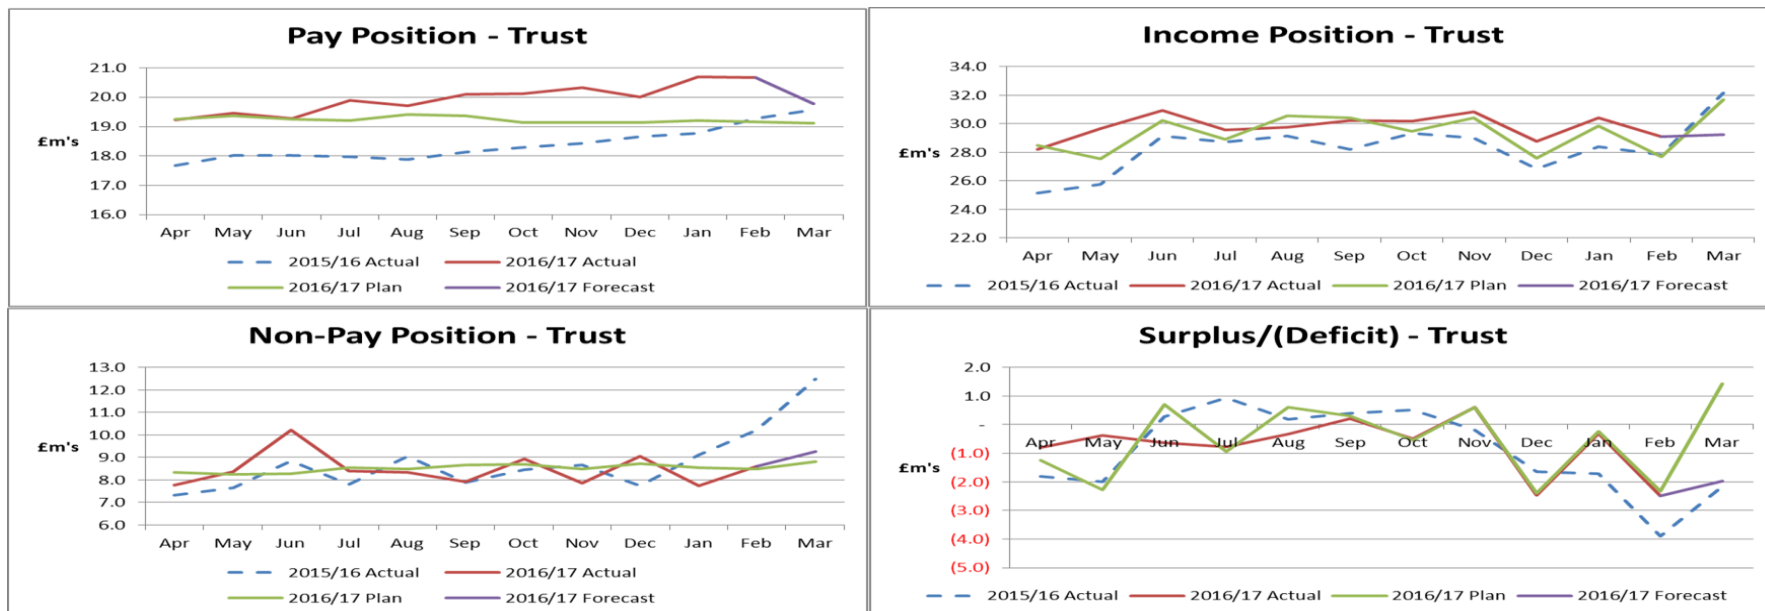 Pay Position - Trust
21.0
20.0
19.0
£m's
18.0
17.0
16.0
Apr May Jun Jul Aug Sep Oct Nov Dec Jan Feb Mar
2015/16 Actual 2016/17 Actual
2016/17 Plan 2016/17 Forecast
Income Position - Trust
34.0
32.0
30.0
£m's
28.0
26.0
24.0
22.0
Apr May Jun Jul Aug Sep Oct Nov Dec Jan Feb Mar
2015/16 Actual 2016/17 Actual 2016/17 Plan 2016/17 Forecast
Non-Pay Position - Trust
13.0
12.0
11.0
10.0
£m's
9.0
8.0
7.0
6.0
Apr May Jun Jul Aug Sep Oct Nov Dec Jan Feb Mar
2015/16 Actual 2016/17 Actual
2016/17 Plan 2016/17 Forecast
Surplus/(Deficit) - Trust
2.0
1.0
-
Apr May Jun Jul Aug Sep Oct Nov Dec Jan Feb Mar
(1.0)
£m's
(2.0)
(3.0)
(4.0)
(5.0)
2015/16 Actual 2016/17 Actual 2016/17 Plan 2016/17 Forecast